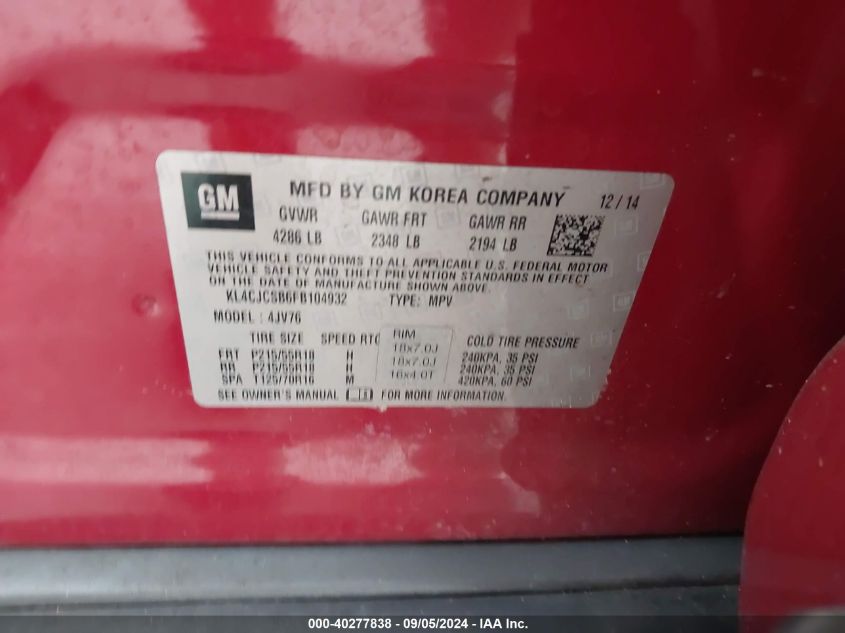 GM
MFD BY GM KOREA COMPANY 12/14
GVWR GAWR FRT GAWR RR
4286 LB 2348 LB 2194 LB
THIS VEHICLE CONFORMS TO ALL APPLICABLE U.S. FEDERAL MOTOR
VEHICLE SAFETY AND THEFT PREVENTION STANDARDS IN EFFECT
ON THE DATE OF MANUFACTURE SHOWN ABOVE.
KL4CJCSB6FB104932 TYPE: MPV
MODEL: 4JV76
TIRE SIZE SPEED RTG RIM COLD TIRE PRESSURE
FRT P215/55R18 H 18x7.0J 240KPA, 35 PSI
RR P215/55R18 H 18x7.0J 240KPA, 35 PSI
SPA T125/70R16 M 16x4.0T 420KPA, 60 PSI
SEE OWNER'S MANUAL FOR MORE INFORMATION.
000-40277838 - 09/05/2024 - IAA Inc.